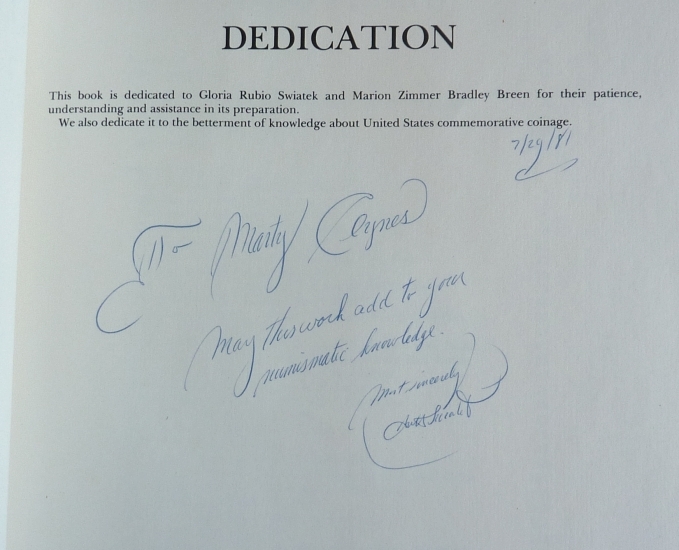 DEDICATION
This book is dedicated to Gloria Rubio Swiatek and Marion Zimmer Bradley Breen for their patience,
understanding and assistance in its preparation.
We also dedicate it to the betterment of knowledge about United States commemorative coinage.
7/29/81
To Marty
May this work add to your
numismatic knowledge.
Most sincerely
Swiatek